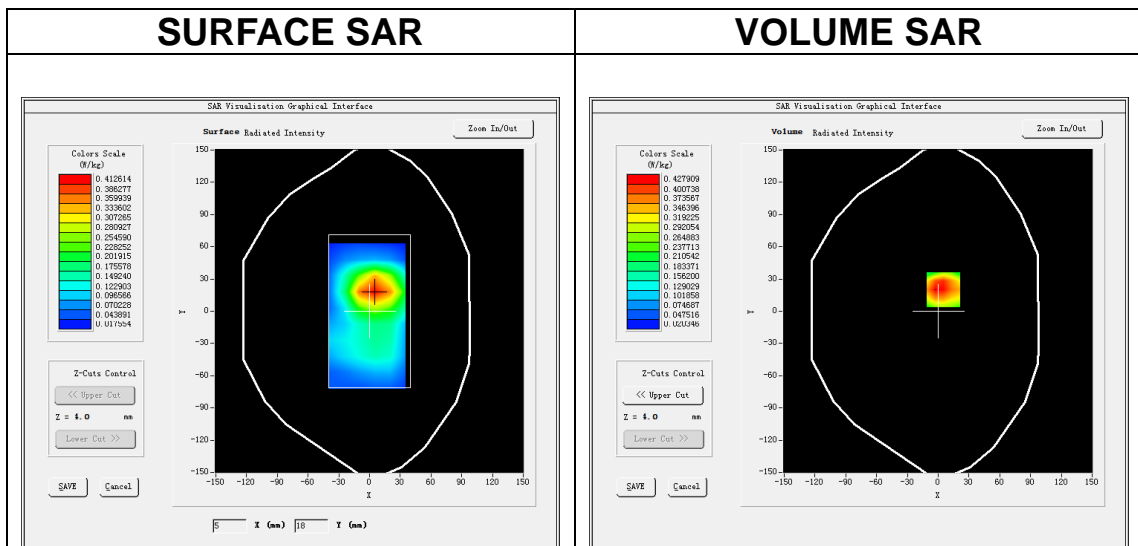 SURFACE SAR
VOLUME SAR
SAR Visualisation Graphical Interface
Surface Radiated Intensity
Zoom In/Out
Colors Scale
(W/kg)
0.412614
0.386277
0.359939
0.333602
0.307265
0.280927
0.254590
0.228252
0.201915
0.175578
0.149240
0.122903
0.096566
0.070228
0.043891
0.017554
150
120
90
60
30
0
-30
-60
-90
-120
-150
Y
-150 -120 -90 -60 -30 0 30 60 90 120 150
X
Z-Cuts Control
<< Upper Cut
Z = 4.0 mm
Lower Cut >>
SAVE Cancel
5 X (mm) 18 Y (mm)
SAR Visualisation Graphical Interface
Volume Radiated Intensity
Zoom In/Out
Colors Scale
(W/kg)
0.427909
0.400738
0.373567
0.346396
0.319225
0.292054
0.264883
0.237713
0.210542
0.183371
0.156200
0.129029
0.101858
0.074687
0.047516
0.020346
150
120
90
60
30
0
-30
-60
-90
-120
-150
Y
-150 -120 -90 -60 -30 0 30 60 90 120 150
X
Z-Cuts Control
<< Upper Cut
Z = 4.0 mm
Lower Cut >>
SAVE Cancel